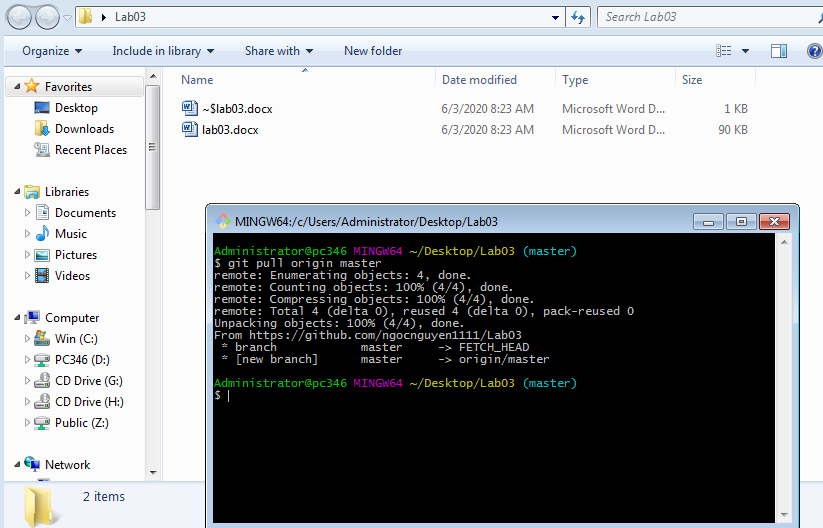 Lab03
Search Lab03
Organize Include in library Share with New folder
Name Date modified Type Size
~$lab03.docx 6/3/2020 8:23 AM Microsoft Word D... 1 KB
lab03.docx 6/3/2020 8:23 AM Microsoft Word D... 90 KB
Favorites
Desktop
Downloads
Recent Places
Libraries
Documents
Music
Pictures
Videos
Computer
Win (C:)
PC346 (D:)
CD Drive (G:)
CD Drive (H:)
Public (Z:)
Network
2 items
MINGW64:/c/Users/Administrator/Desktop/Lab03
Administrator@pc346 MINGW64 ~/Desktop/Lab03 (master)
$ git pull origin master
remote: Enumerating objects: 4, done.
remote: Counting objects: 100% (4/4), done.
remote: Compressing objects: 100% (4/4), done.
remote: Total 4 (delta 0), reused 4 (delta 0), pack-reused 0
Unpacking objects: 100% (4/4), done.
From https://github.com/ngocnguyen1111/Lab03
 * branch            master     -> FETCH_HEAD
 * [new branch]      master     -> origin/master
Administrator@pc346 MINGW64 ~/Desktop/Lab03 (master)
$